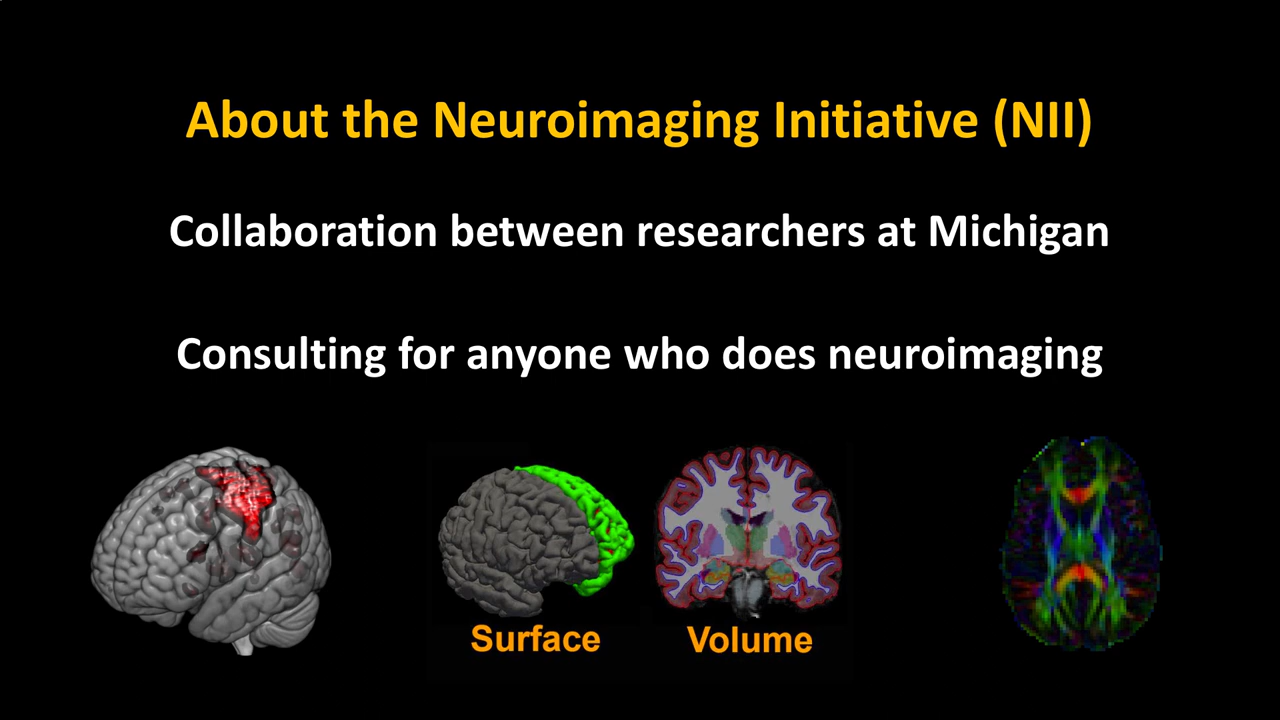 About the Neuroimaging Initiative (NII)
Collaboration between researchers at Michigan
Consulting for anyone who does neuroimaging
Surface
Volume